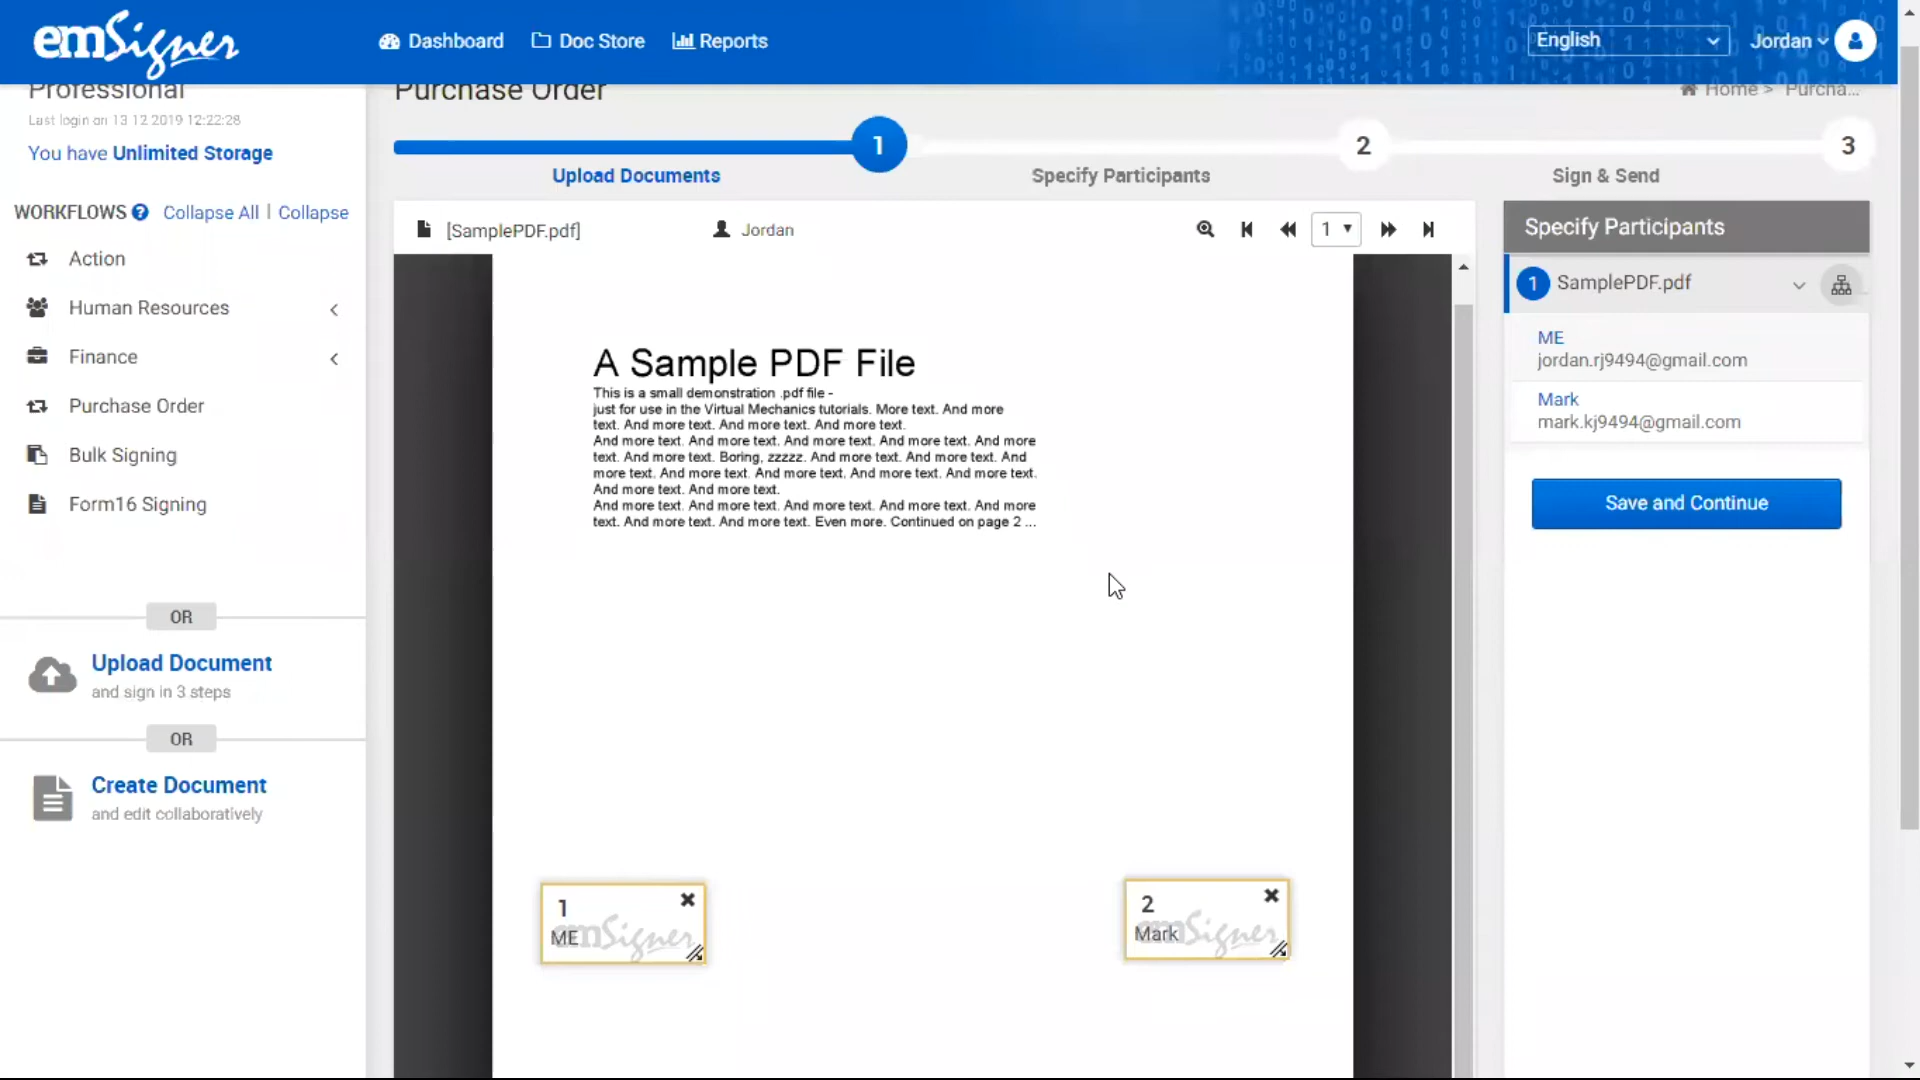 emSigner
Dashboard
Doc Store
Reports
English
Jordan
Professional
Last login on 13 12 2019 12:22:28
You have Unlimited Storage
WORKFLOWS ? Collapse All | Collapse
Action
Human Resources
Finance
Purchase Order
Bulk Signing
Form16 Signing
OR
Upload Document
and sign in 3 steps
OR
Create Document
and edit collaboratively
Purchase Order
Home > Purcha...
1
2
3
Upload Documents
Specify Participants
Sign & Send
[SamplePDF.pdf]
Jordan
1
A Sample PDF File
This is a small demonstration .pdf file -
just for use in the Virtual Mechanics tutorials. More text. And more
text. And more text. And more text. And more text.
And more text. And more text. And more text. And more text. And more
text. And more text. Boring, zzzzz. And more text. And more text. And
more text. And more text. And more text. And more text. And more text.
And more text. And more text.
And more text. And more text. And more text. And more text. And more
text. And more text. And more text. Even more. Continued on page 2 ...
1
ME
emSigner
2
Mark
emSigner
Specify Participants
1 SamplePDF.pdf
ME
jordan.rj9494@gmail.com
Mark
mark.kj9494@gmail.com
Save and Continue